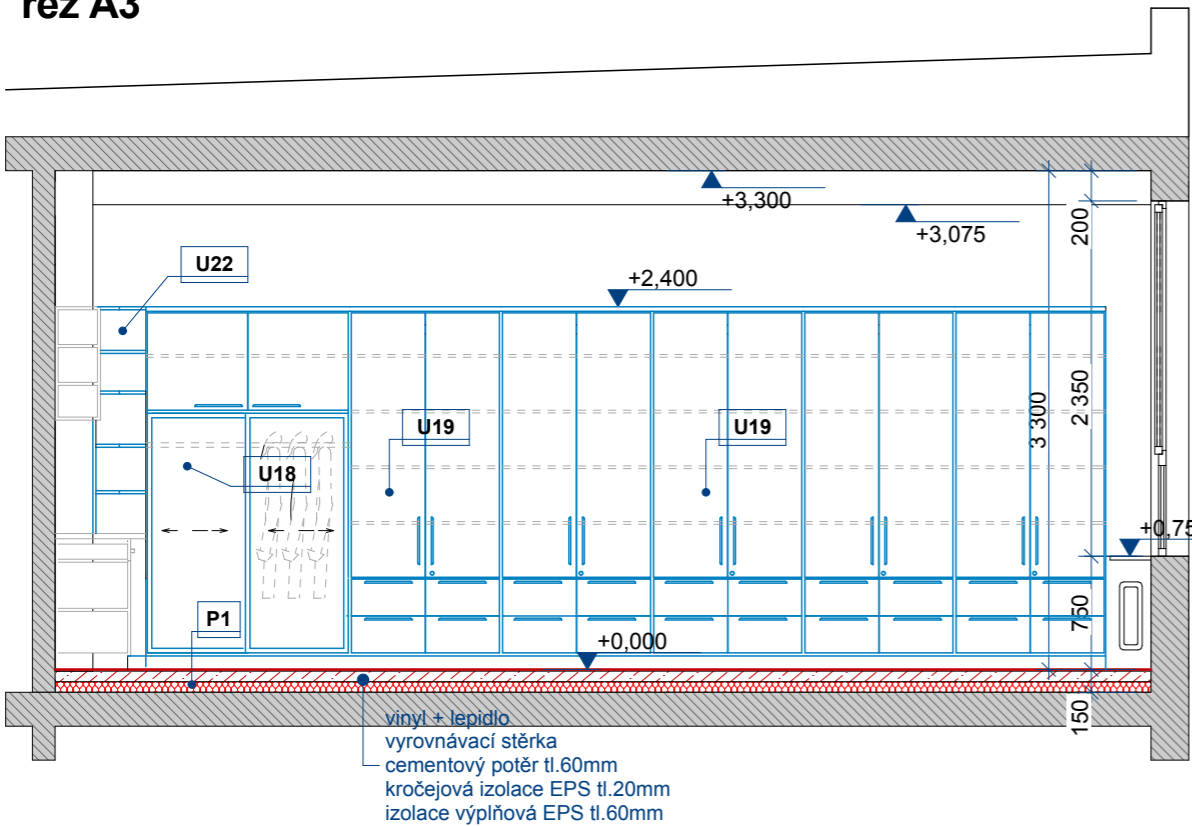 řez A3
+3,300
+3,075
200
U22
+2,400
2 350
3 300
U19
U19
U18
+0,75
P1
750
+0,000
150
vinyl + lepidlo
vyrovnávací stěrka
cementový potěr tl.60mm
kročejová izolace EPS tl.20mm
izolace výplňová EPS tl.60mm